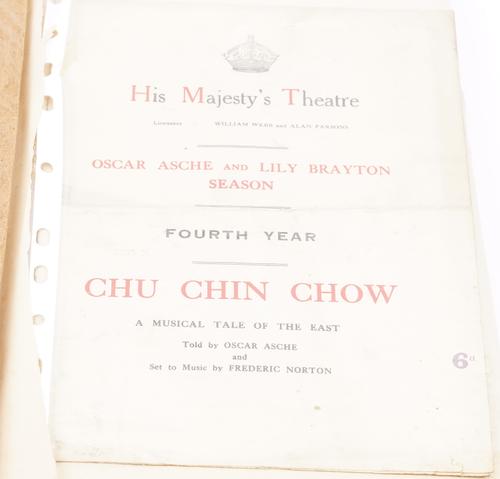 His Majesty's Theatre
Licensees WILLIAM WEBB and ALAN PARSONS
OSCAR ASCHE AND LILY BRAYTON
SEASON
FOURTH YEAR
CHU CHIN CHOW
A MUSICAL TALE OF THE EAST
Told by OSCAR ASCHE
and
Set to Music by FREDERIC NORTON
6d